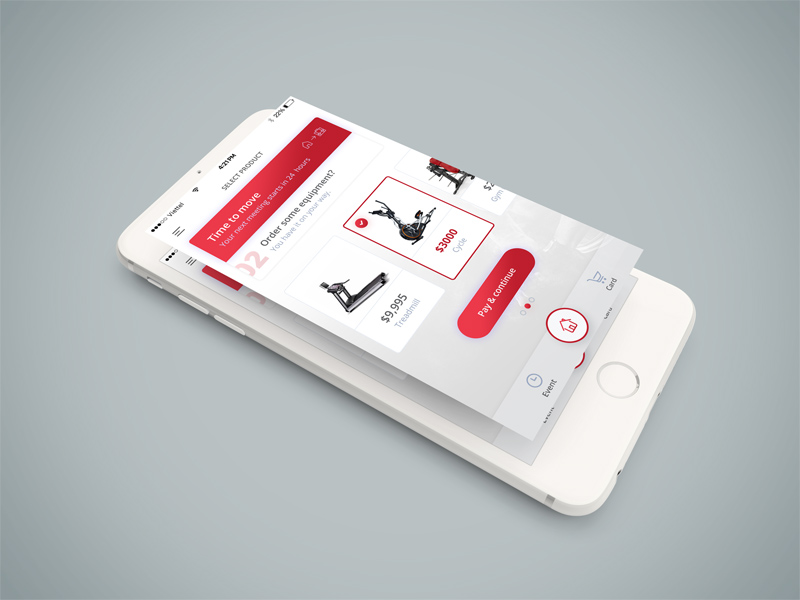 Viettel
4:21 PM
22%
SELECT PRODUCT
Time to move
Your next meeting starts in 24 hours
02
Order some equipment?
You have it on your way.
$9,995
Treadmill
$3000
Cycle
$2
Gym
Pay & continue
Event
Card